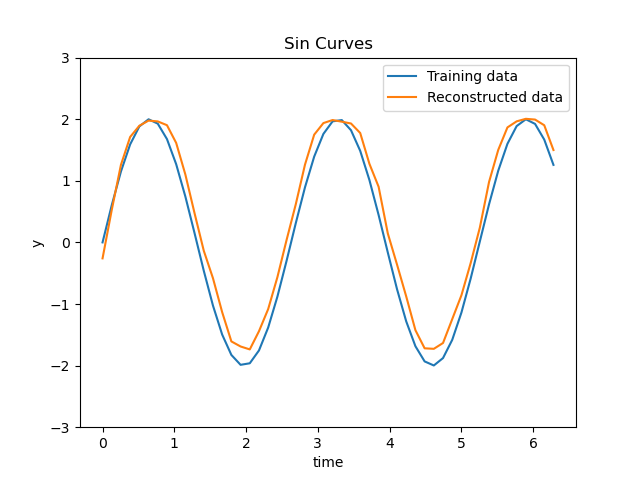 Sin Curves
Training data
Reconstructed data
3
2
1
0
−1
−2
−3
y
0 1 2 3 4 5 6
time